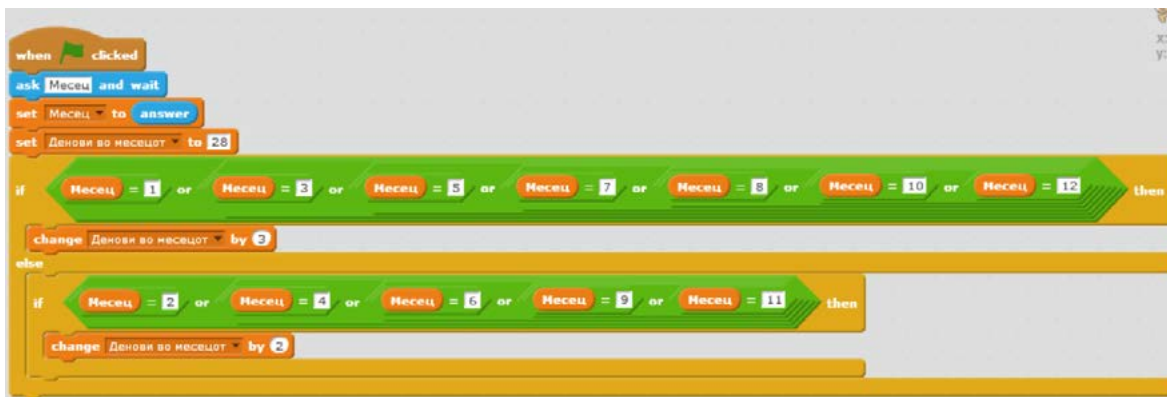 when clicked
ask Месец and wait
set Месец to answer
set Денови во месецот to 28
if Месец = 1 or Месец = 3 or Месец = 5 or Месец = 7 or Месец = 8 or Месец = 10 or Месец = 12 then
change Денови во месецот by 3
else
if Месец = 2 or Месец = 4 or Месец = 6 or Месец = 9 or Месец = 11 then
change Денови во месецот by 2
x:
y: